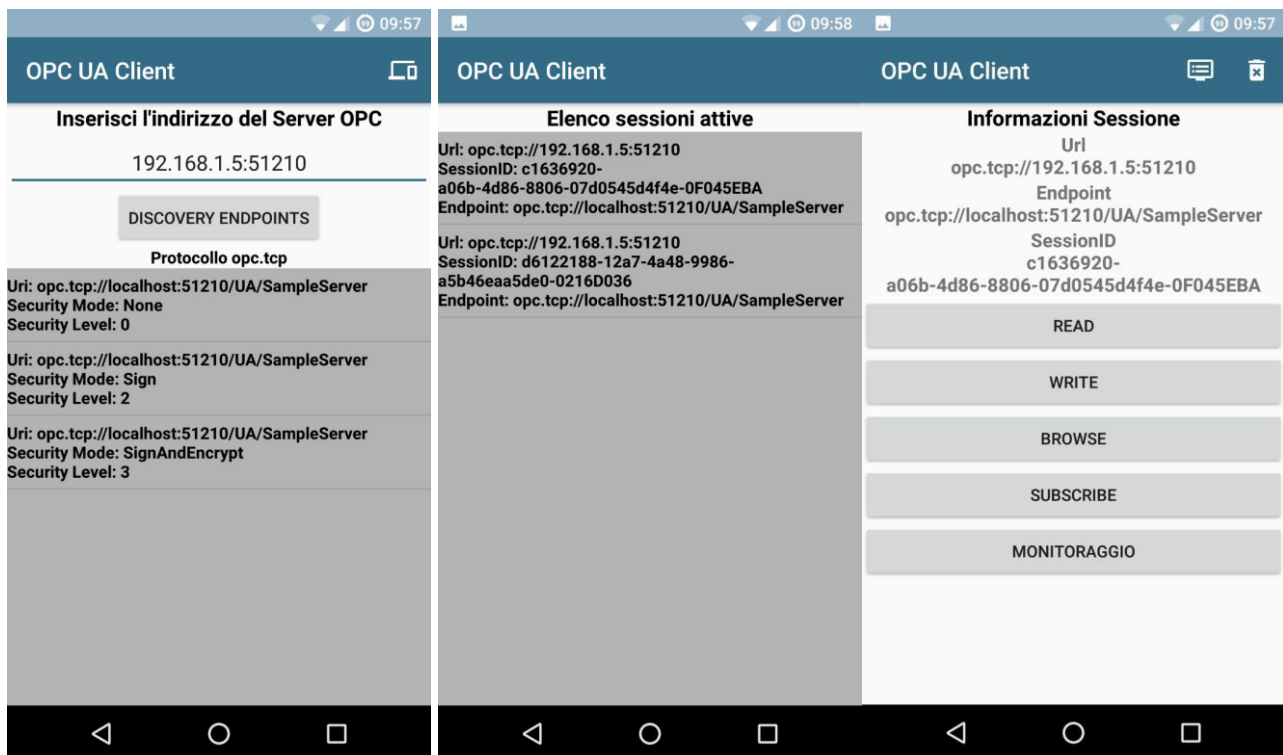 09:57
OPC UA Client
Inserisci l'indirizzo del Server OPC
192.168.1.5:51210
DISCOVERY ENDPOINTS
Protocollo opc.tcp
Uri: opc.tcp://localhost:51210/UA/SampleServer
Security Mode: None
Security Level: 0
Uri: opc.tcp://localhost:51210/UA/SampleServer
Security Mode: Sign
Security Level: 2
Uri: opc.tcp://localhost:51210/UA/SampleServer
Security Mode: SignAndEncrypt
Security Level: 3
09:58
OPC UA Client
Elenco sessioni attive
Url: opc.tcp://192.168.1.5:51210
SessionID: c1636920-
a06b-4d86-8806-07d0545d4f4e-0F045EBA
Endpoint: opc.tcp://localhost:51210/UA/SampleServer
Url: opc.tcp://192.168.1.5:51210
SessionID: d6122188-12a7-4a48-9986-
a5b46eaa5de0-0216D036
Endpoint: opc.tcp://localhost:51210/UA/SampleServer
09:57
OPC UA Client
Informazioni Sessione
Url
opc.tcp://192.168.1.5:51210
Endpoint
opc.tcp://localhost:51210/UA/SampleServer
SessionID
c1636920-
a06b-4d86-8806-07d0545d4f4e-0F045EBA
READ
WRITE
BROWSE
SUBSCRIBE
MONITORAGGIO